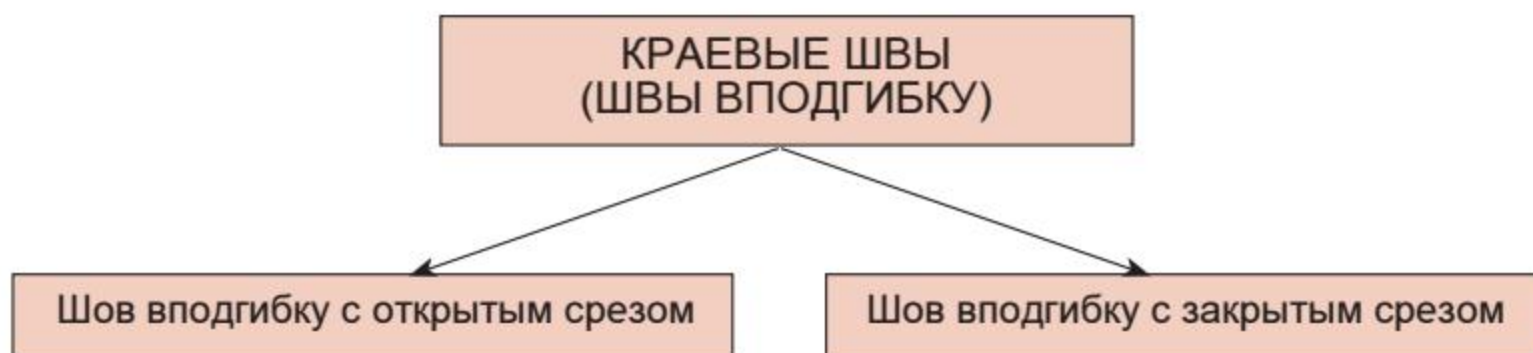 КРАЕВЫЕ ШВЫ
(ШВЫ ВПОДГИБКУ)
Шов вподгибку с открытым срезом
Шов вподгибку с закрытым срезом